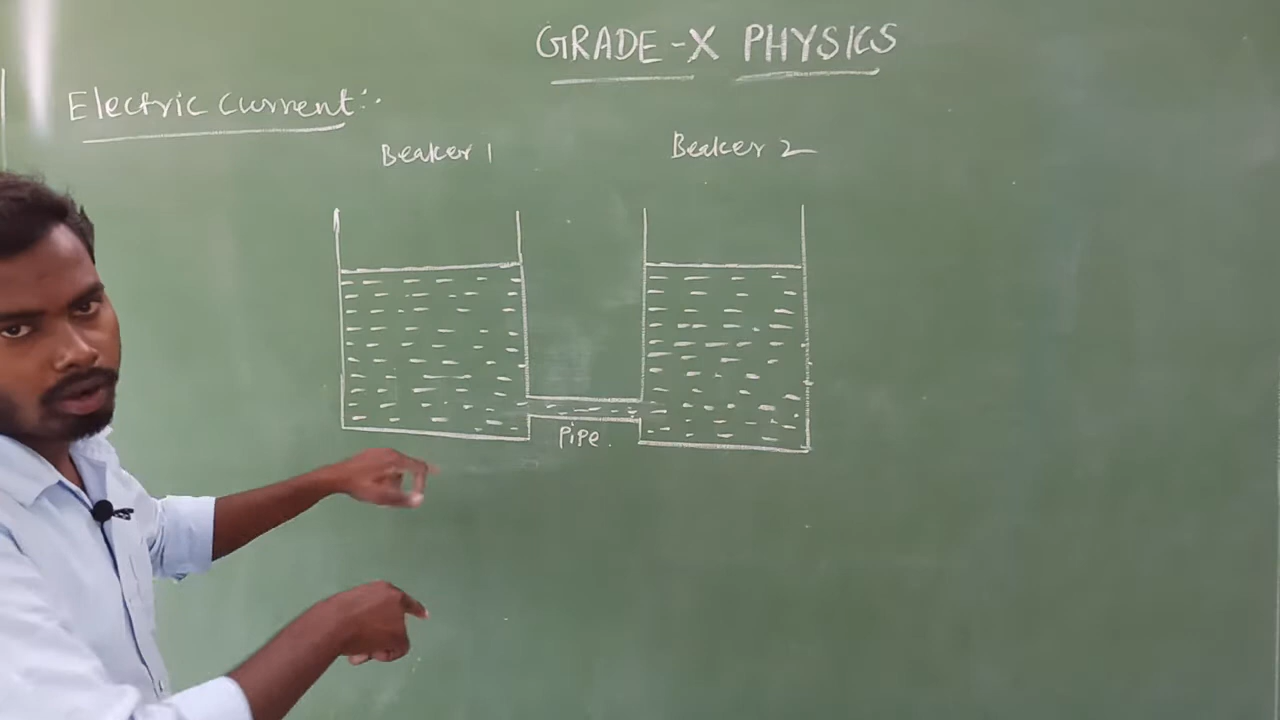 GRADE-X PHYSICS
Electric current:-
Beaker 1
Beaker 2
Pipe.